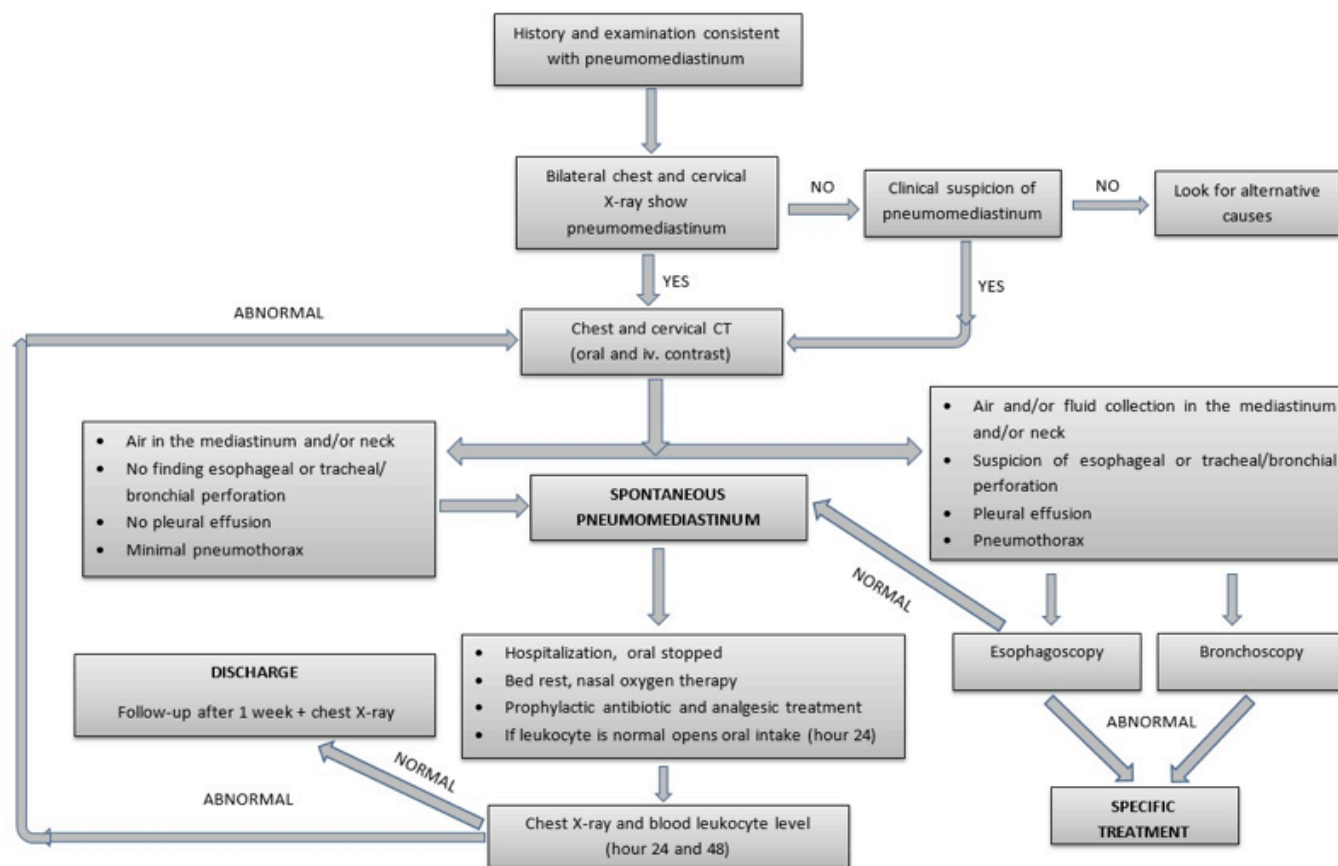 History and examination consistent
with pneumomediastinum
Bilateral chest and cervical
X-ray show
pneumomediastinum
NO
Clinical suspicion of
pneumomediastinum
NO
Look for alternative
causes
YES
YES
ABNORMAL
Chest and cervical CT
(oral and iv. contrast)
• Air in the mediastinum and/or neck
• No finding esophageal or tracheal/
bronchial perforation
• No pleural effusion
• Minimal pneumothorax
SPONTANEOUS
PNEUMOMEDIASTINUM
• Air and/or fluid collection in the mediastinum
and/or neck
• Suspicion of esophageal or tracheal/bronchial
perforation
• Pleural effusion
• Pneumothorax
NORMAL
Esophagoscopy
Bronchoscopy
ABNORMAL
SPECIFIC
TREATMENT
• Hospitalization, oral stopped
• Bed rest, nasal oxygen therapy
• Prophylactic antibiotic and analgesic treatment
• If leukocyte is normal opens oral intake (hour 24)
DISCHARGE
Follow-up after 1 week + chest X-ray
NORMAL
ABNORMAL
Chest X-ray and blood leukocyte level
(hour 24 and 48)